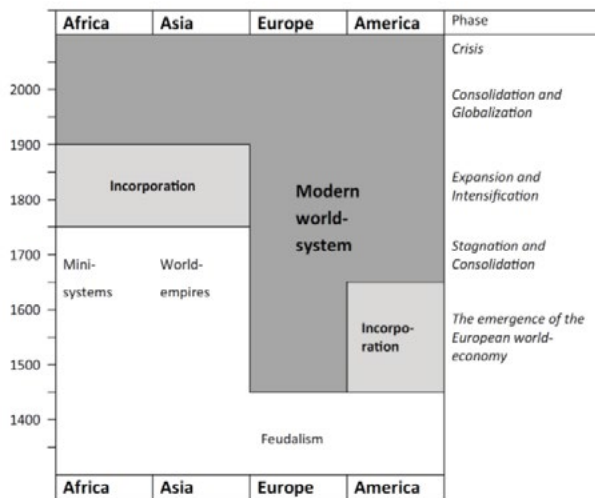 Africa Asia Europe America Phase
Crisis
2000
Consolidation and
Globalization
1900
Incorporation
1800
Expansion and
Intensification
Modern
world-
system
1700
Stagnation and
Consolidation
Mini-
systems
World-
empires
1600
Incorpo-
ration
The emergence of the
European world-
economy
1500
1400
Feudalism
Africa Asia Europe America